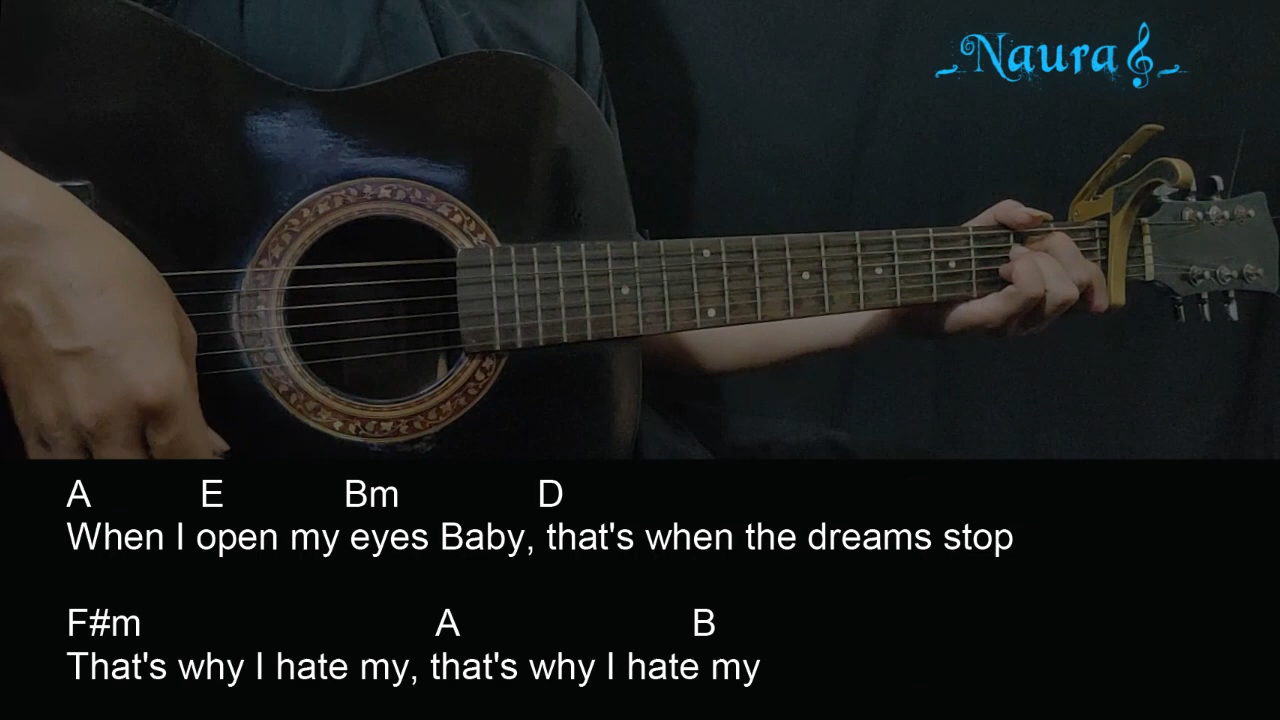 Naura
A E Bm D
When I open my eyes Baby, that's when the dreams stop
F#m A B
That's why I hate my, that's why I hate my